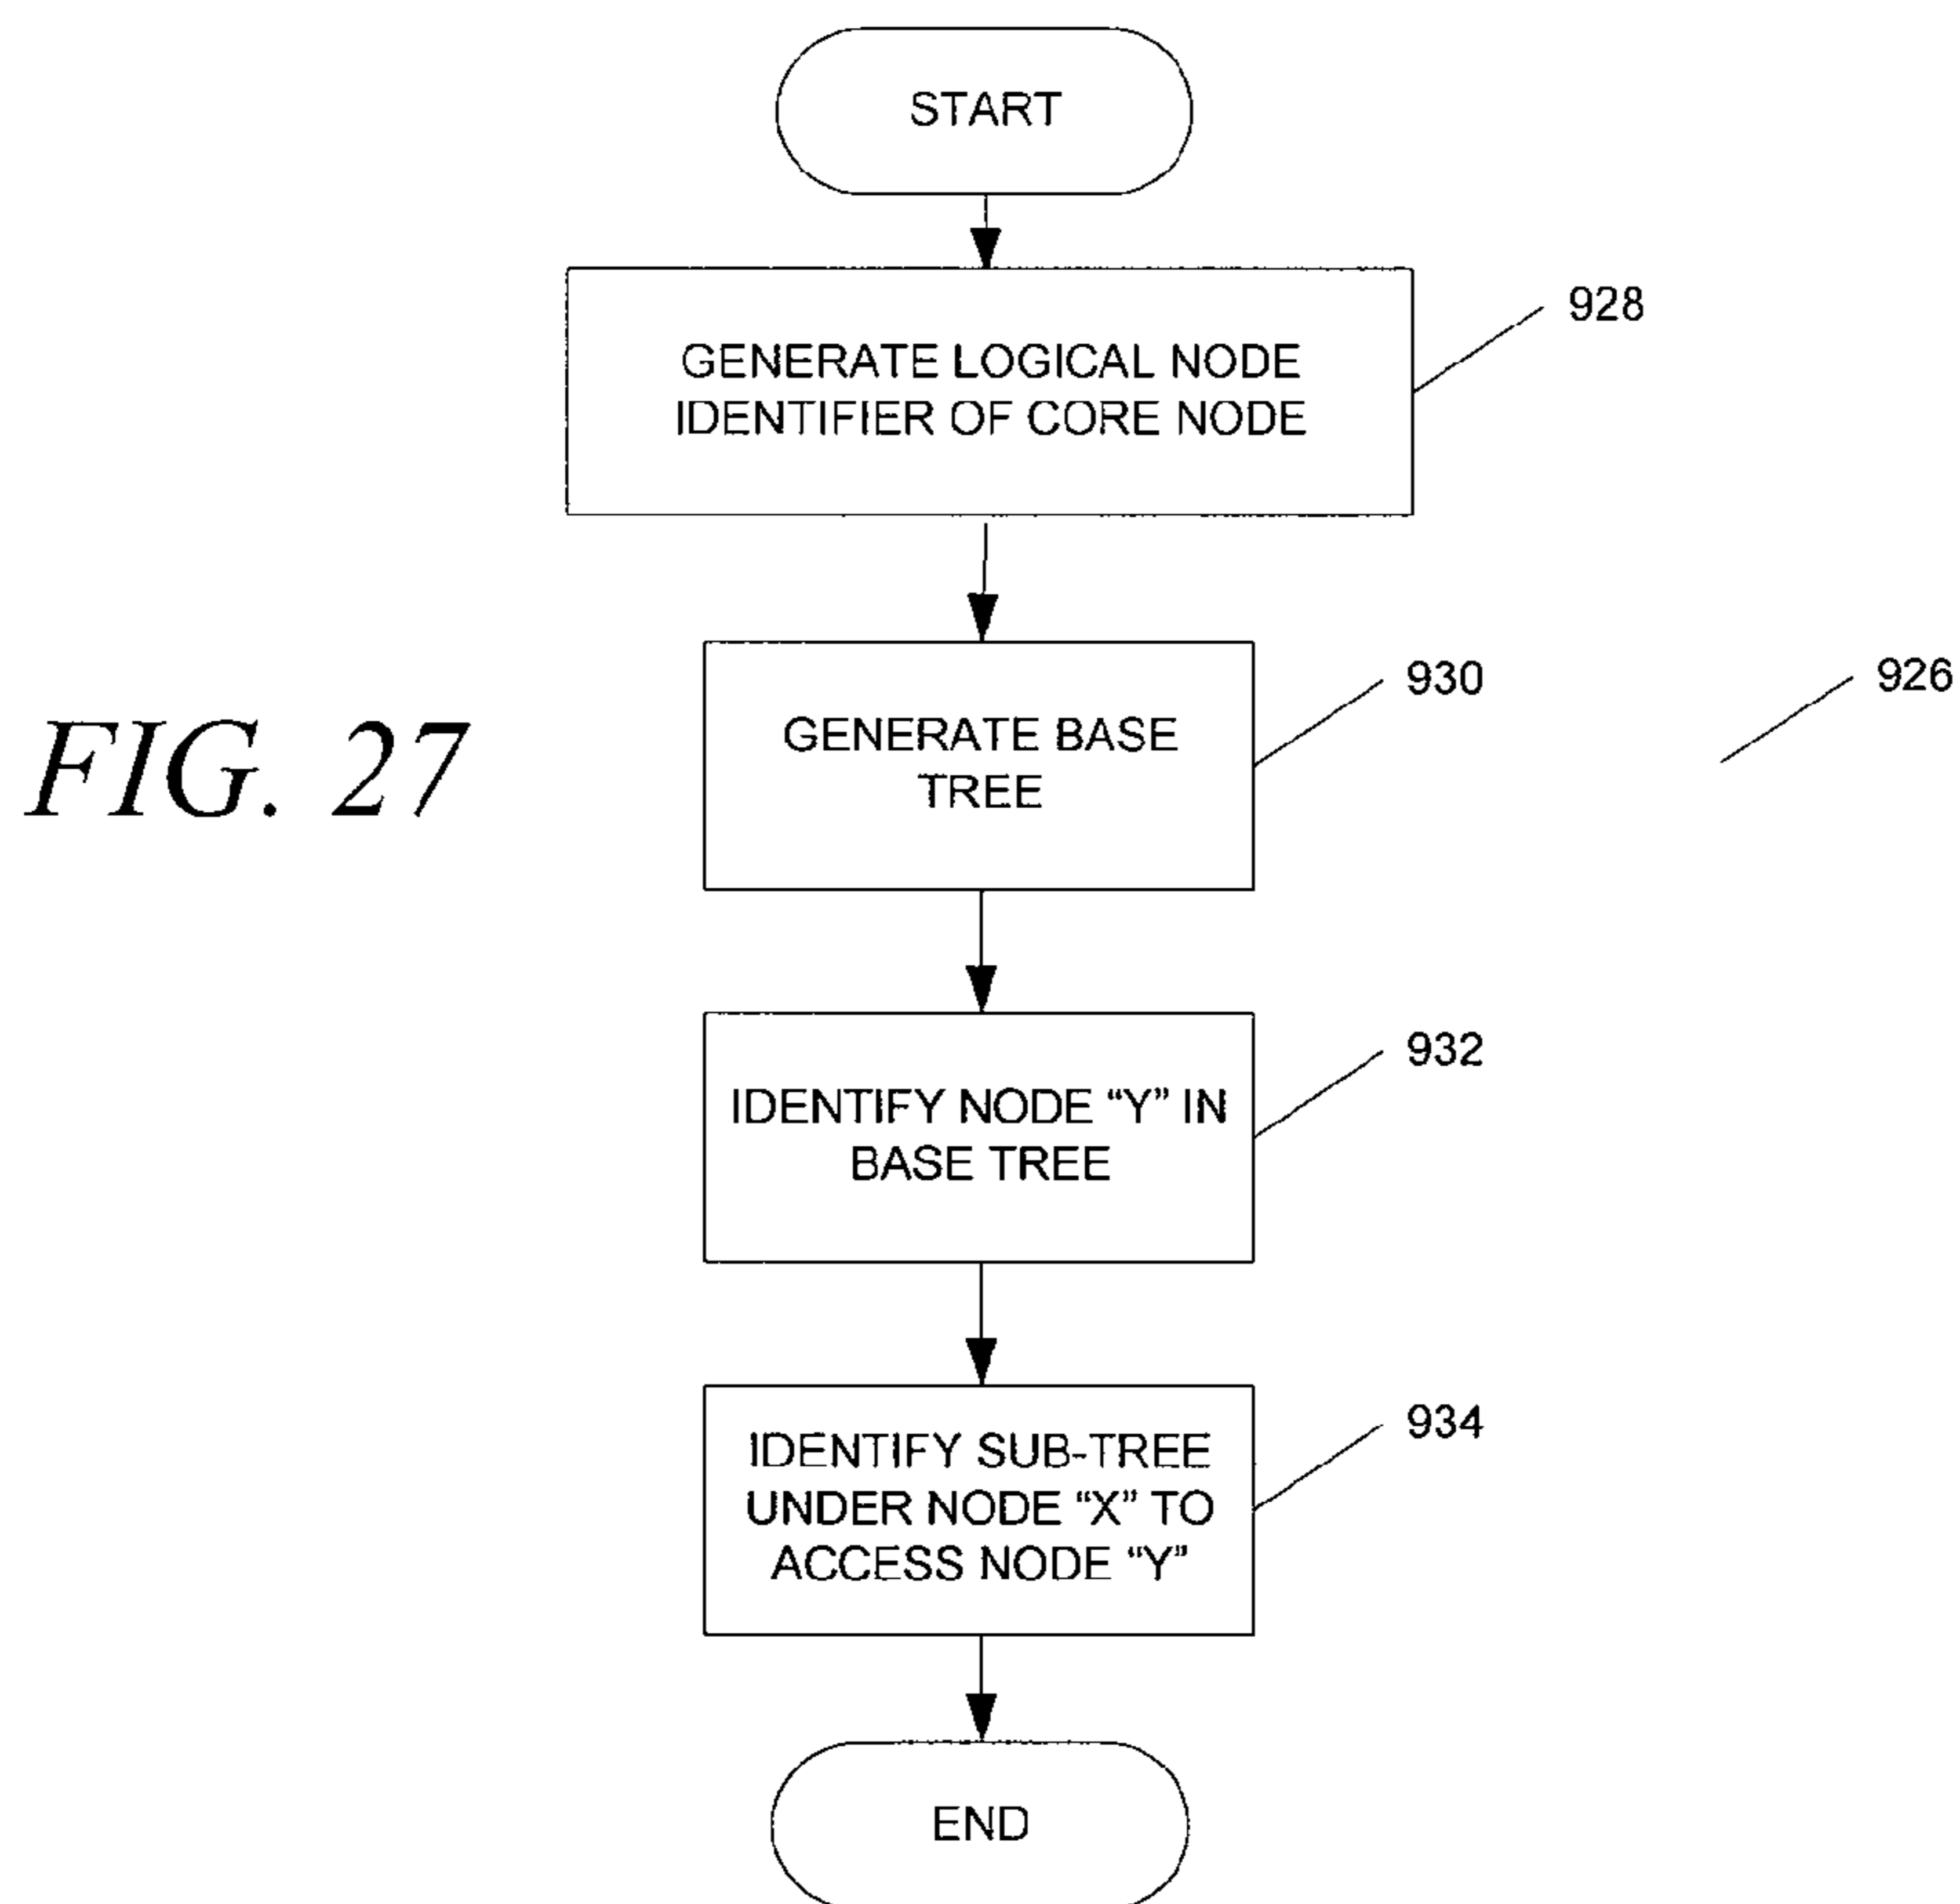 START
GENERATE LOGICAL NODE
IDENTIFIER OF CORE NODE
928
FIG. 27
GENERATE BASE
TREE
930
926
IDENTIFY NODE “Y” IN
BASE TREE
932
IDENTIFY SUB-TREE
UNDER NODE “X” TO
ACCESS NODE “Y”
934
END